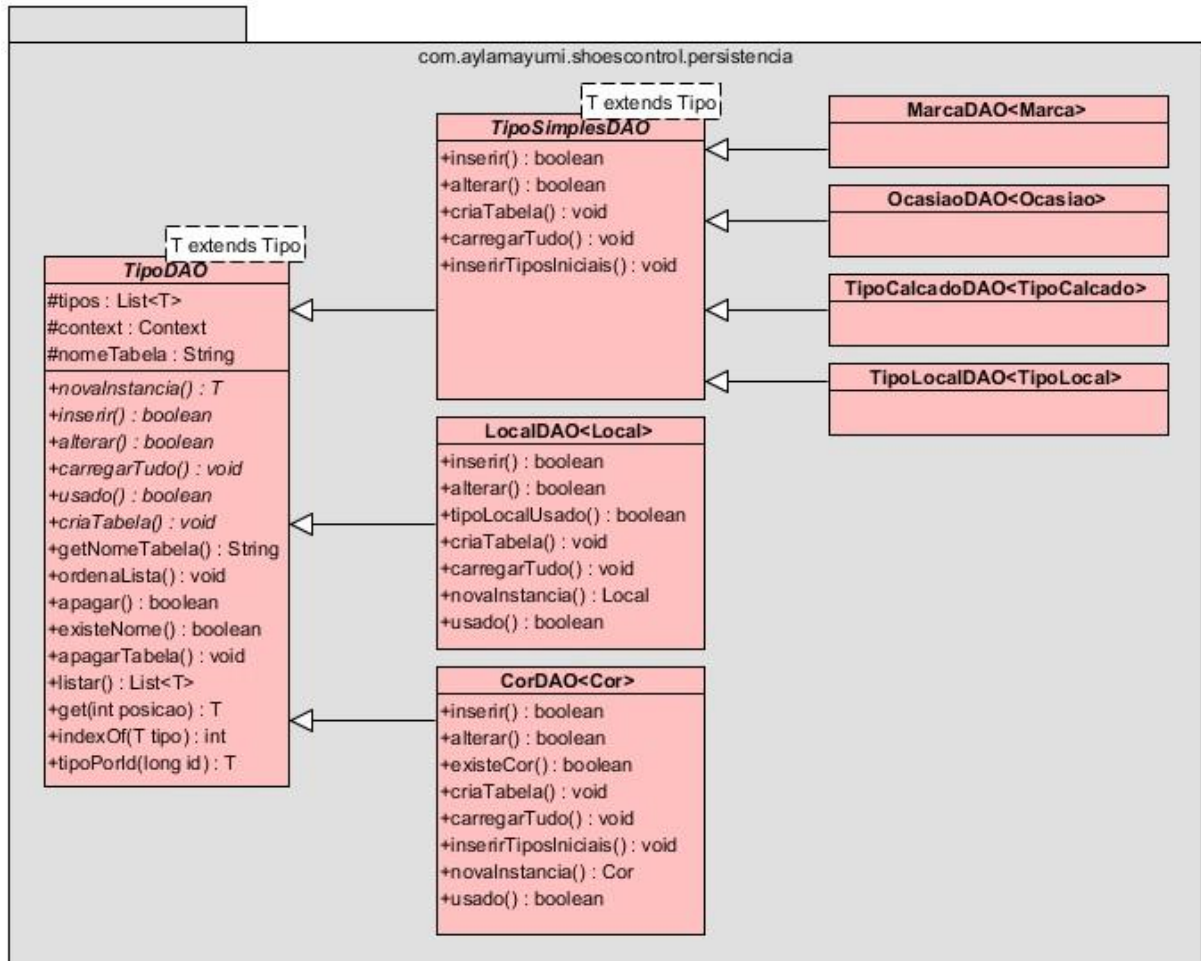 com.aylamayumi.shoescontrol.persistencia
T extends Tipo
TipoDAO
#tipos : List<T>
#context : Context
#nomeTabela : String
+novaInstancia() : T
+inserir() : boolean
+alterar() : boolean
+carregarTudo() : void
+usado() : boolean
+criaTabela() : void
+getNomeTabela() : String
+ordenaLista() : void
+apagar() : boolean
+existeNome() : boolean
+apagarTabela() : void
+listar() : List<T>
+get(int posicao) : T
+indexOf(T tipo) : int
+tipoPorId(long id) : T
T extends Tipo
TipoSimplesDAO
+inserir() : boolean
+alterar() : boolean
+criaTabela() : void
+carregarTudo() : void
+inserirTiposIniciais() : void
LocalDAO<Local>
+inserir() : boolean
+alterar() : boolean
+tipoLocalUsado() : boolean
+criaTabela() : void
+carregarTudo() : void
+novaInstancia() : Local
+usado() : boolean
CorDAO<Cor>
+inserir() : boolean
+alterar() : boolean
+existeCor() : boolean
+criaTabela() : void
+carregarTudo() : void
+inserirTiposIniciais() : void
+novaInstancia() : Cor
+usado() : boolean
MarcaDAO<Marca>
OcasiaoDAO<Ocasiao>
TipoCalcadoDAO<TipoCalcado>
TipoLocalDAO<TipoLocal>